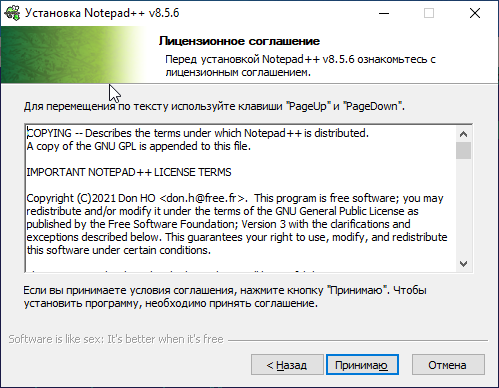 Установка Notepad++ v8.5.6
Лицензионное соглашение
Перед установкой Notepad++ v8.5.6 ознакомьтесь с
лицензионным соглашением.
Для перемещения по тексту используйте клавиши "PageUp" и "PageDown".
COPYING -- Describes the terms under which Notepad++ is distributed.
A copy of the GNU GPL is appended to this file.
IMPORTANT NOTEPAD++ LICENSE TERMS
Copyright (C)2021 Don HO <don.h@free.fr>. This program is free software; you may
redistribute and/or modify it under the terms of the GNU General Public License as
published by the Free Software Foundation; Version 3 with the clarifications and
exceptions described below. This guarantees your right to use, modify, and redistribute
this software under certain conditions.
Если вы принимаете условия соглашения, нажмите кнопку "Принимаю". Чтобы
установить программу, необходимо принять соглашение.
Software is like sex: It's better when it's free
< Назад
Принимаю
Отмена